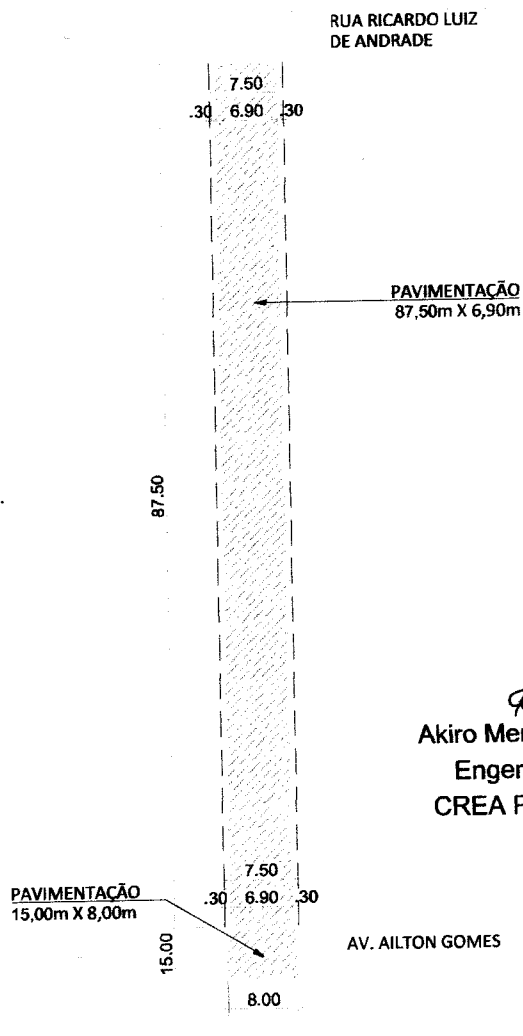 RUA RICARDO LUIZ
DE ANDRADE
7.50
.30 6.90 .30
PAVIMENTAÇÃO
87,50m X 6,90m
87.50
Akiro
Enger
CREA
7.50
.30 6.90 .30
PAVIMENTAÇÃO
15,00m X 8,00m
15.00
AV. AILTON GOMES
8.00